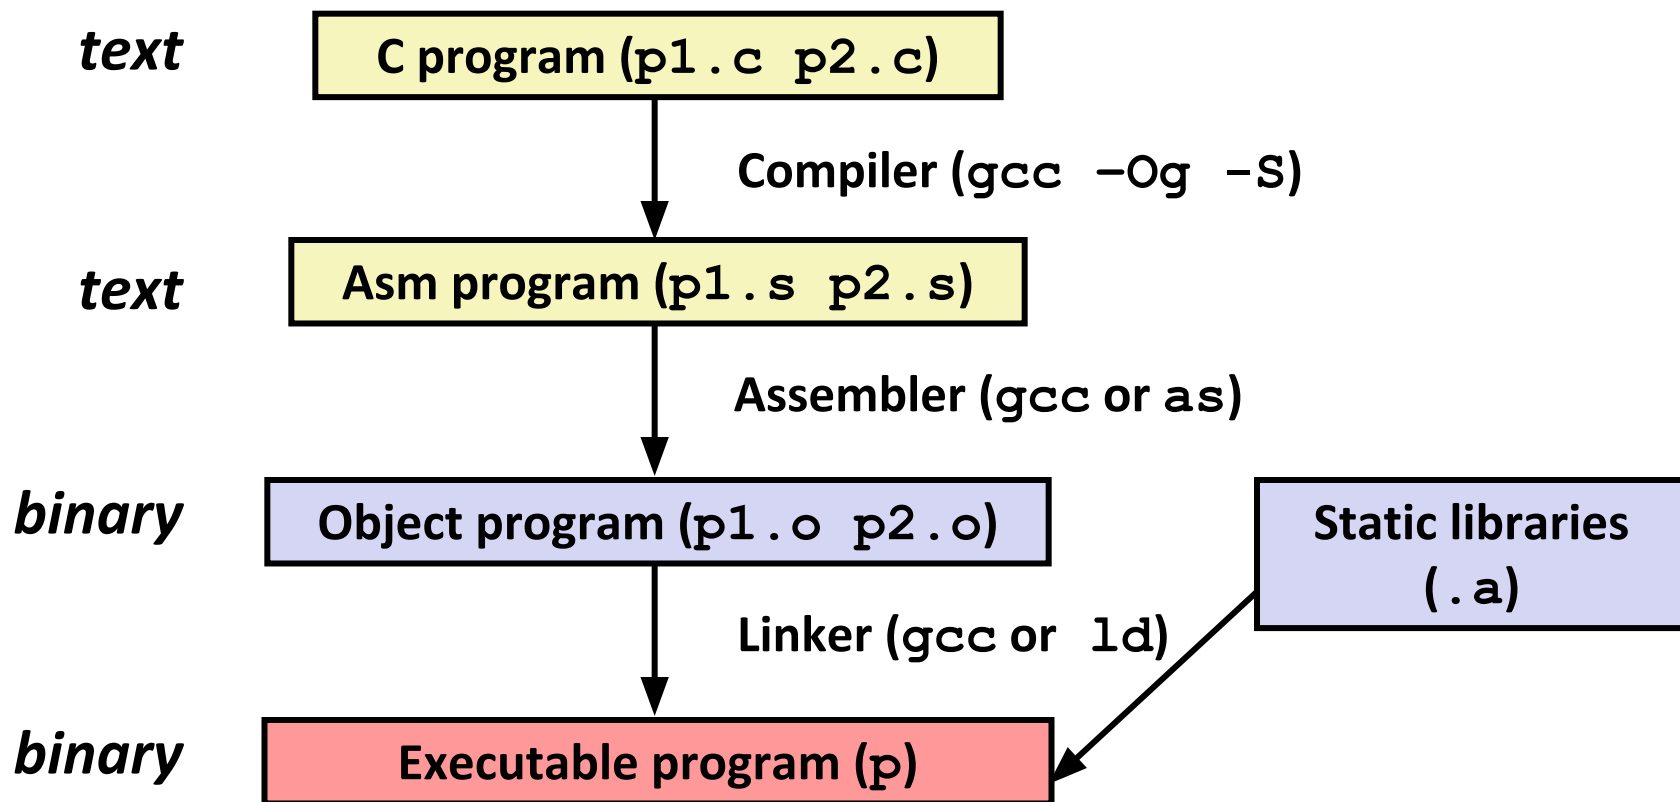 text
C program (p1.c p2.c)
Compiler (gcc –Og -S)
text
Asm program (p1.s p2.s)
Assembler (gcc or as)
binary
Object program (p1.o p2.o)
Static libraries
(.a)
Linker (gcc or ld)
binary
Executable program (p)